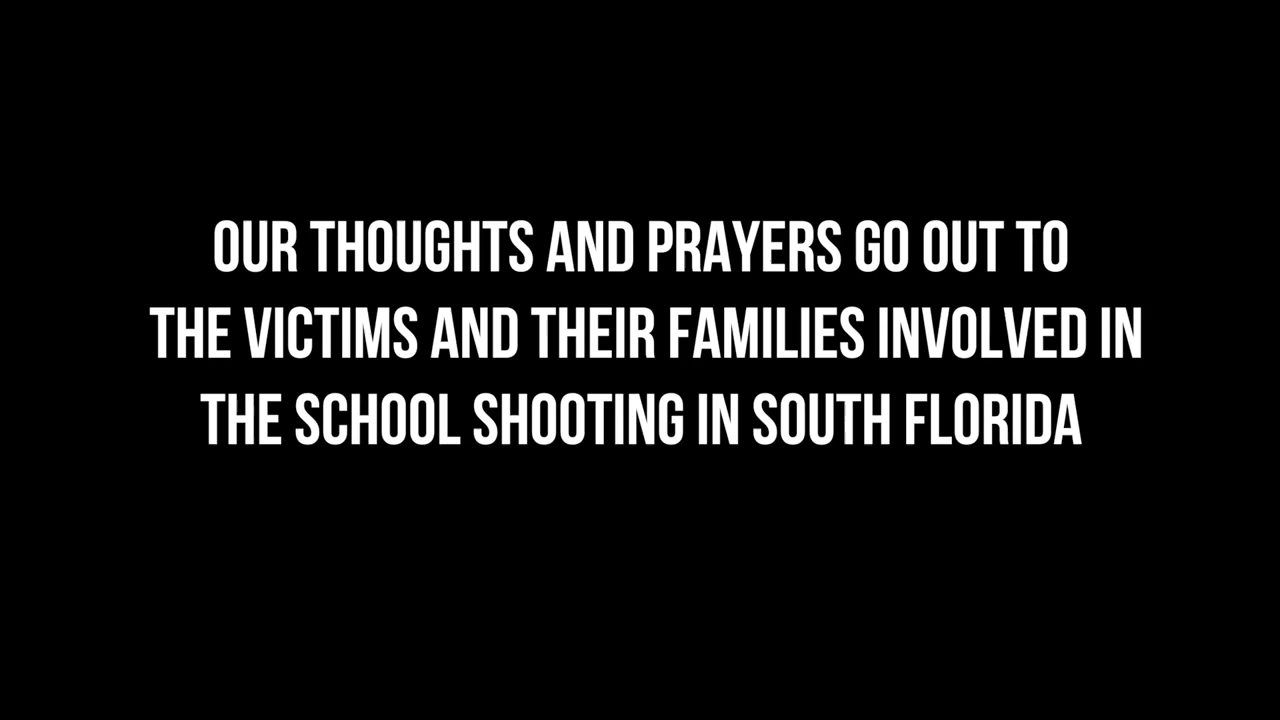 OUR THOUGHTS AND PRAYERS GO OUT TO
THE VICTIMS AND THEIR FAMILIES INVOLVED IN
THE SCHOOL SHOOTING IN SOUTH FLORIDA